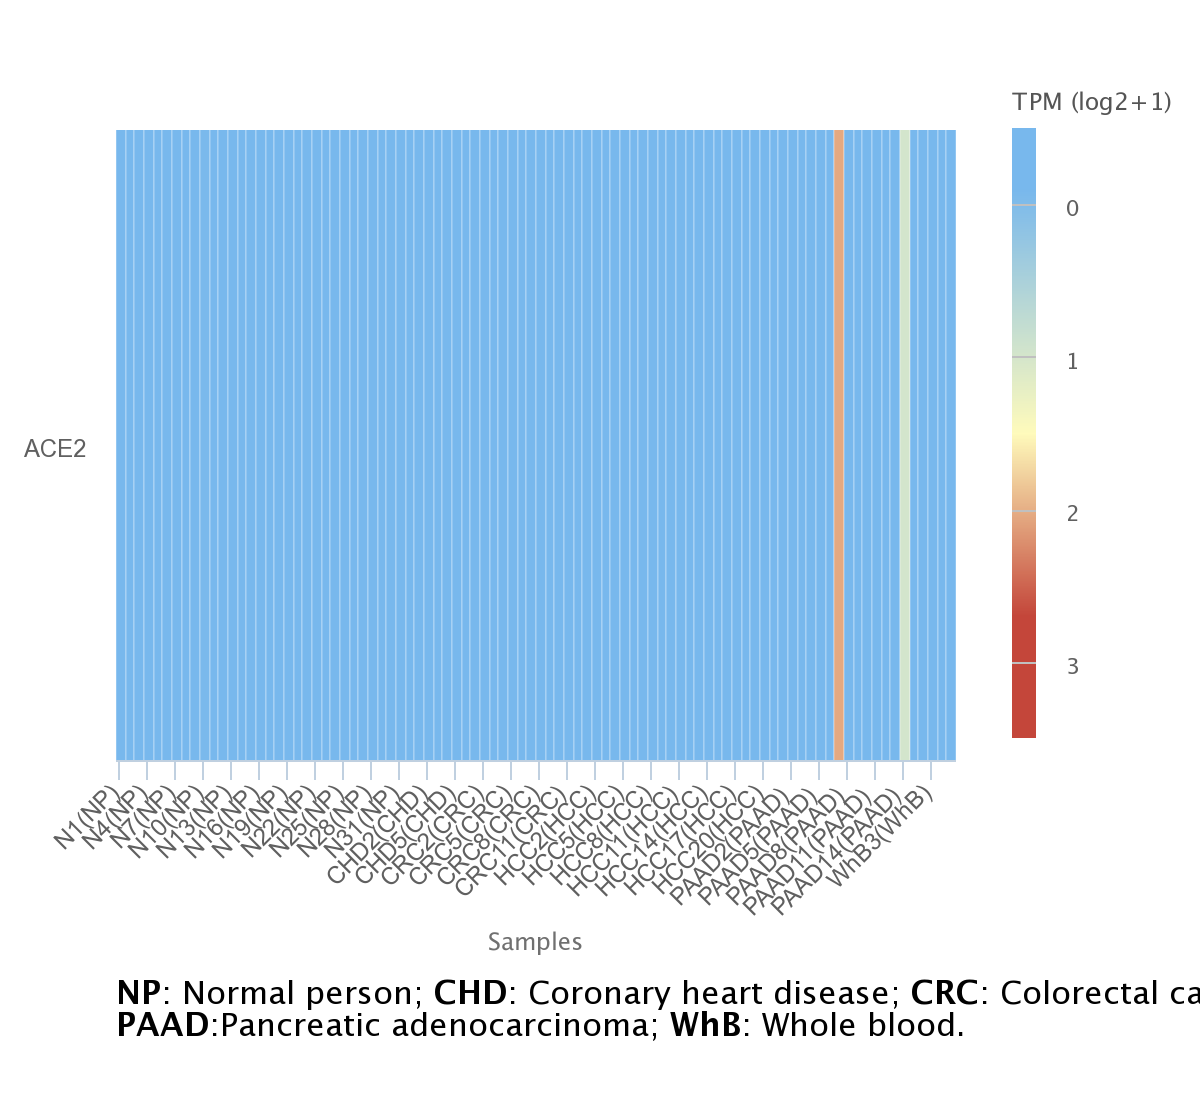 TPM (log2+1)
0
1
2
3
ACE2
N1(NP)
N4(NP)
N7(NP)
N10(NP)
N13(NP)
N16(NP)
N19(NP)
N22(NP)
N25(NP)
N28(NP)
N31(NP)
CHD2(CHD)
CHD5(CHD)
CRC2(CRC)
CRC5(CRC)
CRC8(CRC)
CRC11(CRC)
HCC2(HCC)
HCC5(HCC)
HCC8(HCC)
HCC11(HCC)
HCC14(HCC)
HCC17(HCC)
HCC20(HCC)
PAAD2(PAAD)
PAAD5(PAAD)
PAAD8(PAAD)
PAAD11(PAAD)
PAAD14(PAAD)
WhB3(WhB)
Samples
NP: Normal person; CHD: Coronary heart disease; CRC: Colorectal ca
PAAD:Pancreatic adenocarcinoma; WhB: Whole blood.